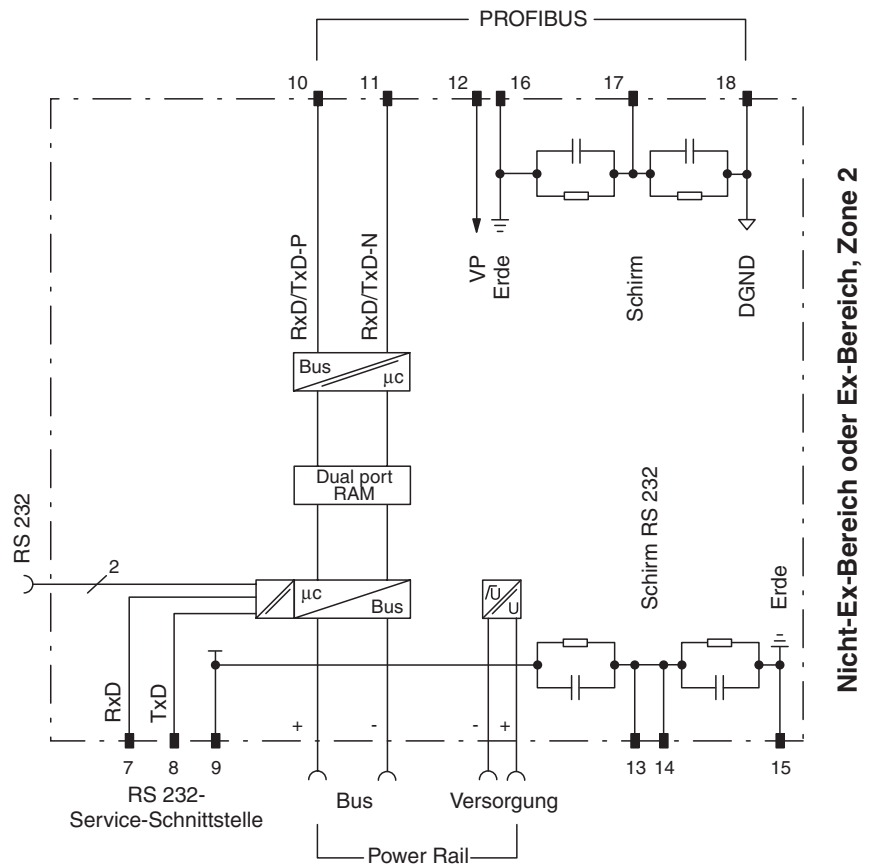 PROFIBUS
10 11 12 16 17 18
RxD/TxD-P
RxD/TxD-N
VP
Erde
Schirm
DGND
Nicht-Ex-Bereich oder Ex-Bereich, Zone 2
Bus
µc
Dual port
RAM
RS 232
2
µc
Bus
U
U
Schirm RS 232
Erde
RxD
TxD
+ - - +
7 8 9 13 14 15
RS 232-
Service-Schnittstelle
Bus
Versorgung
Power Rail